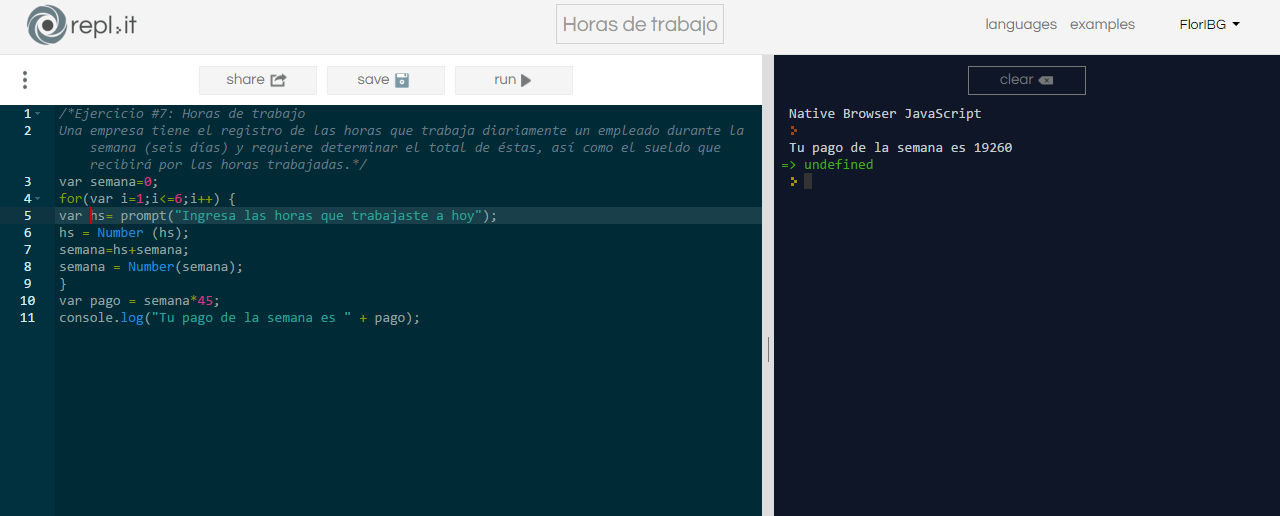 repl.it
Horas de trabajo
languages examples FlorIBG
share save run
clear
1 /*Ejercicio #7: Horas de trabajo
2 Una empresa tiene el registro de las horas que trabaja diariamente un empleado durante la
semana (seis días) y requiere determinar el total de éstas, así como el sueldo que
recibirá por las horas trabajadas.*/
3 var semana=0;
4 for(var i=1;i<=6;i++) {
5 var hs= prompt("Ingresa las horas que trabajaste a hoy");
6 hs = Number (hs);
7 semana=hs+semana;
8 semana = Number(semana);
9 }
10 var pago = semana*45;
11 console.log("Tu pago de la semana es " + pago);
Native Browser JavaScript
Tu pago de la semana es 19260
=> undefined